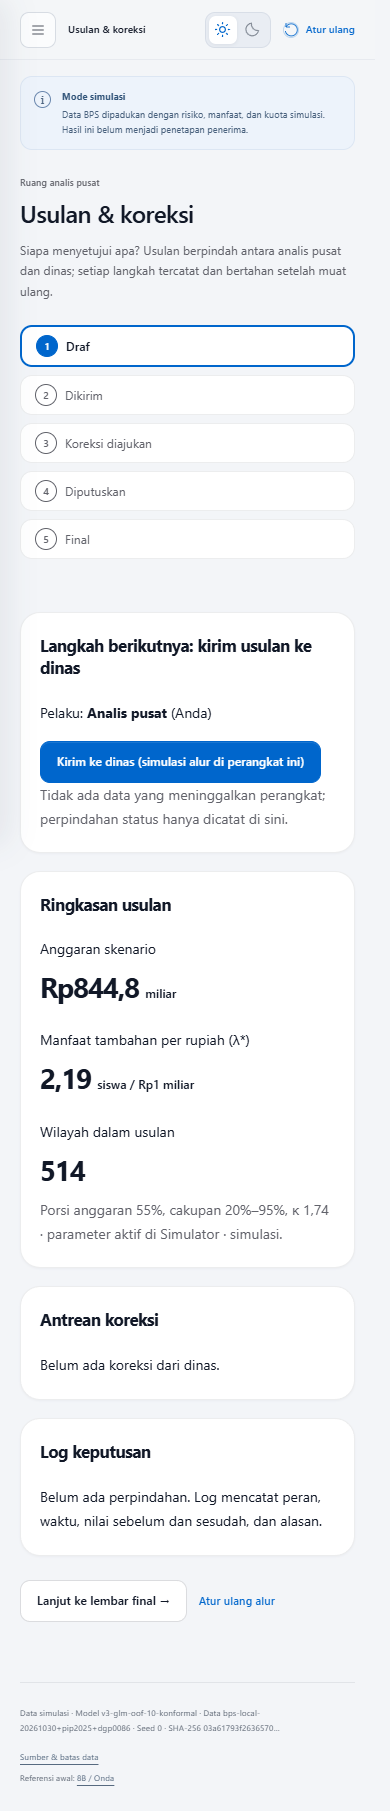 Usulan & koreksi
Atur ulang
Mode simulasi
Data BPS dipadukan dengan risiko, manfaat, dan kuota simulasi.
Hasil ini belum menjadi penetapan penerima.
Ruang analis pusat
Usulan & koreksi
Siapa menyetujui apa? Usulan berpindah antara analis pusat
dan dinas; setiap langkah tercatat dan bertahan setelah muat
ulang.
1 Draf
2 Dikirim
3 Koreksi diajukan
4 Diputuskan
5 Final
Langkah berikutnya: kirim usulan ke
dinas
Pelaku: Analis pusat (Anda)
Kirim ke dinas (simulasi alur di perangkat ini)
Tidak ada data yang meninggalkan perangkat;
perpindahan status hanya dicatat di sini.
Ringkasan usulan
Anggaran skenario
Rp844,8 miliar
Manfaat tambahan per rupiah (λ*)
2,19 siswa / Rp1 miliar
Wilayah dalam usulan
514
Porsi anggaran 55%, cakupan 20%–95%, κ 1,74
· parameter aktif di Simulator · simulasi.
Antrean koreksi
Belum ada koreksi dari dinas.
Log keputusan
Belum ada perpindahan. Log mencatat peran,
waktu, nilai sebelum dan sesudah, dan alasan.
Lanjut ke lembar final →
Atur ulang alur
Data simulasi · Model v3-glm-oof-10-konformal · Data bps-local-
20261030+pip2025+dgp0086 · Seed 0 · SHA-256 03a61793f2636570…
Sumber & batas data
Referensi awal: 8B / Onda